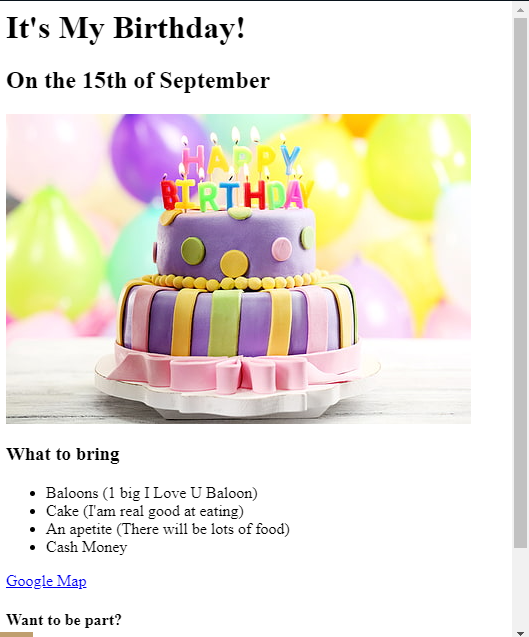 It's My Birthday!
On the 15th of September
HAPPY
BIRTHDAY
What to bring
Baloons (1 big I Love U Baloon)
Cake (I'am real good at eating)
An apetite (There will be lots of food)
Cash Money
Google Map
Want to be part?